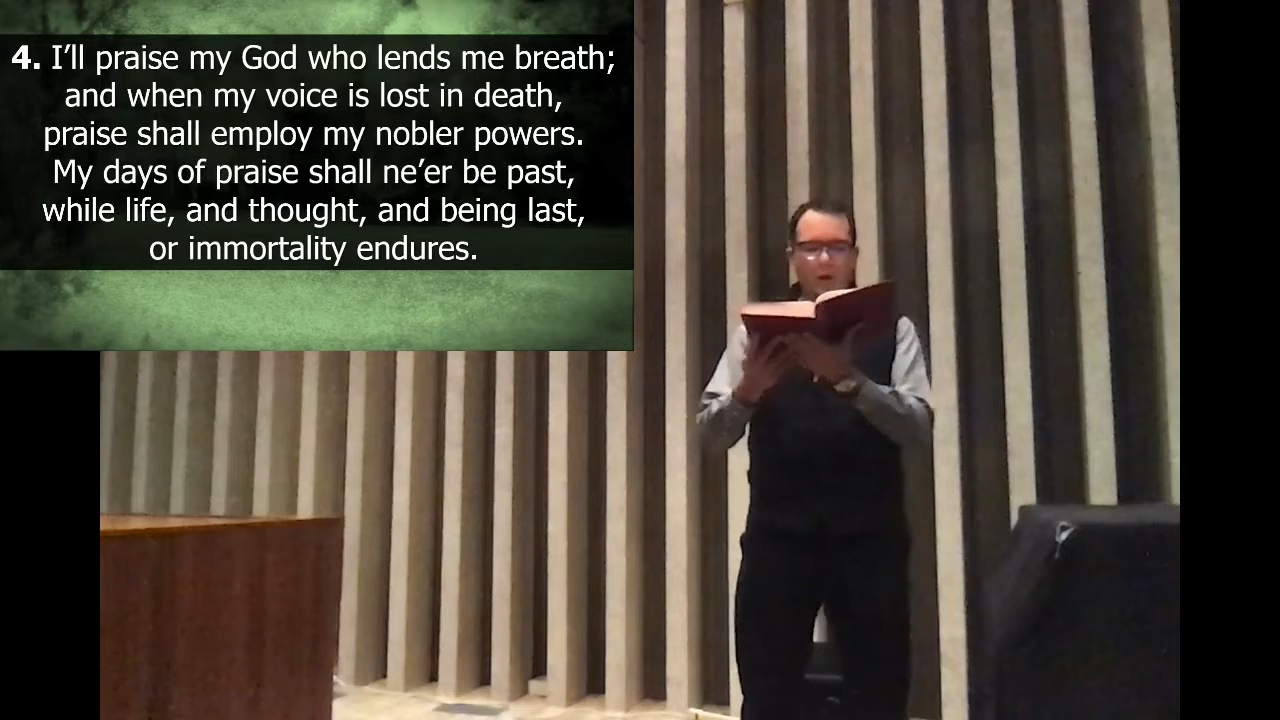 4. I’ll praise my God who lends me breath;
and when my voice is lost in death,
praise shall employ my nobler powers.
My days of praise shall ne’er be past,
while life, and thought, and being last,
or immortality endures.